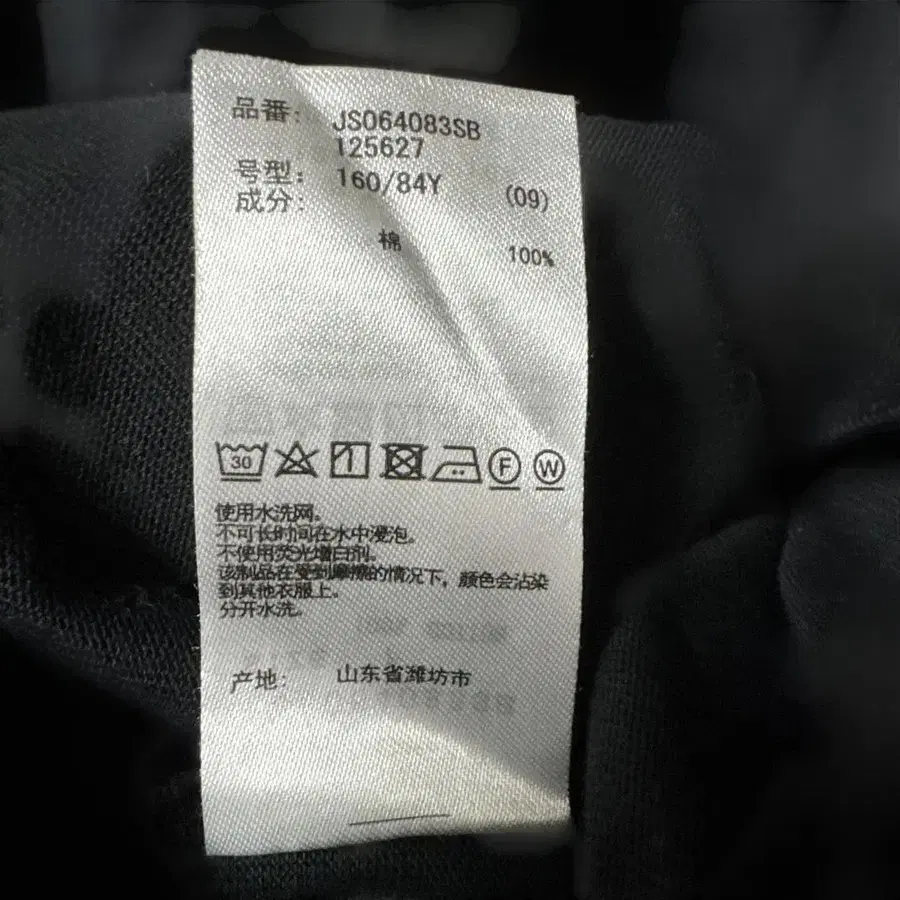 品番: JS064083SB
125627
号型: 160/84Y (09)
成分:
棉 100%
30 F W
使用水洗网。
不可长时间在水中浸泡。
不使用荧光增白剂。
该制品在受到摩擦的情况下，颜色会沾染
到其他衣服上。
分开水洗。
产地: 山东省潍坊市